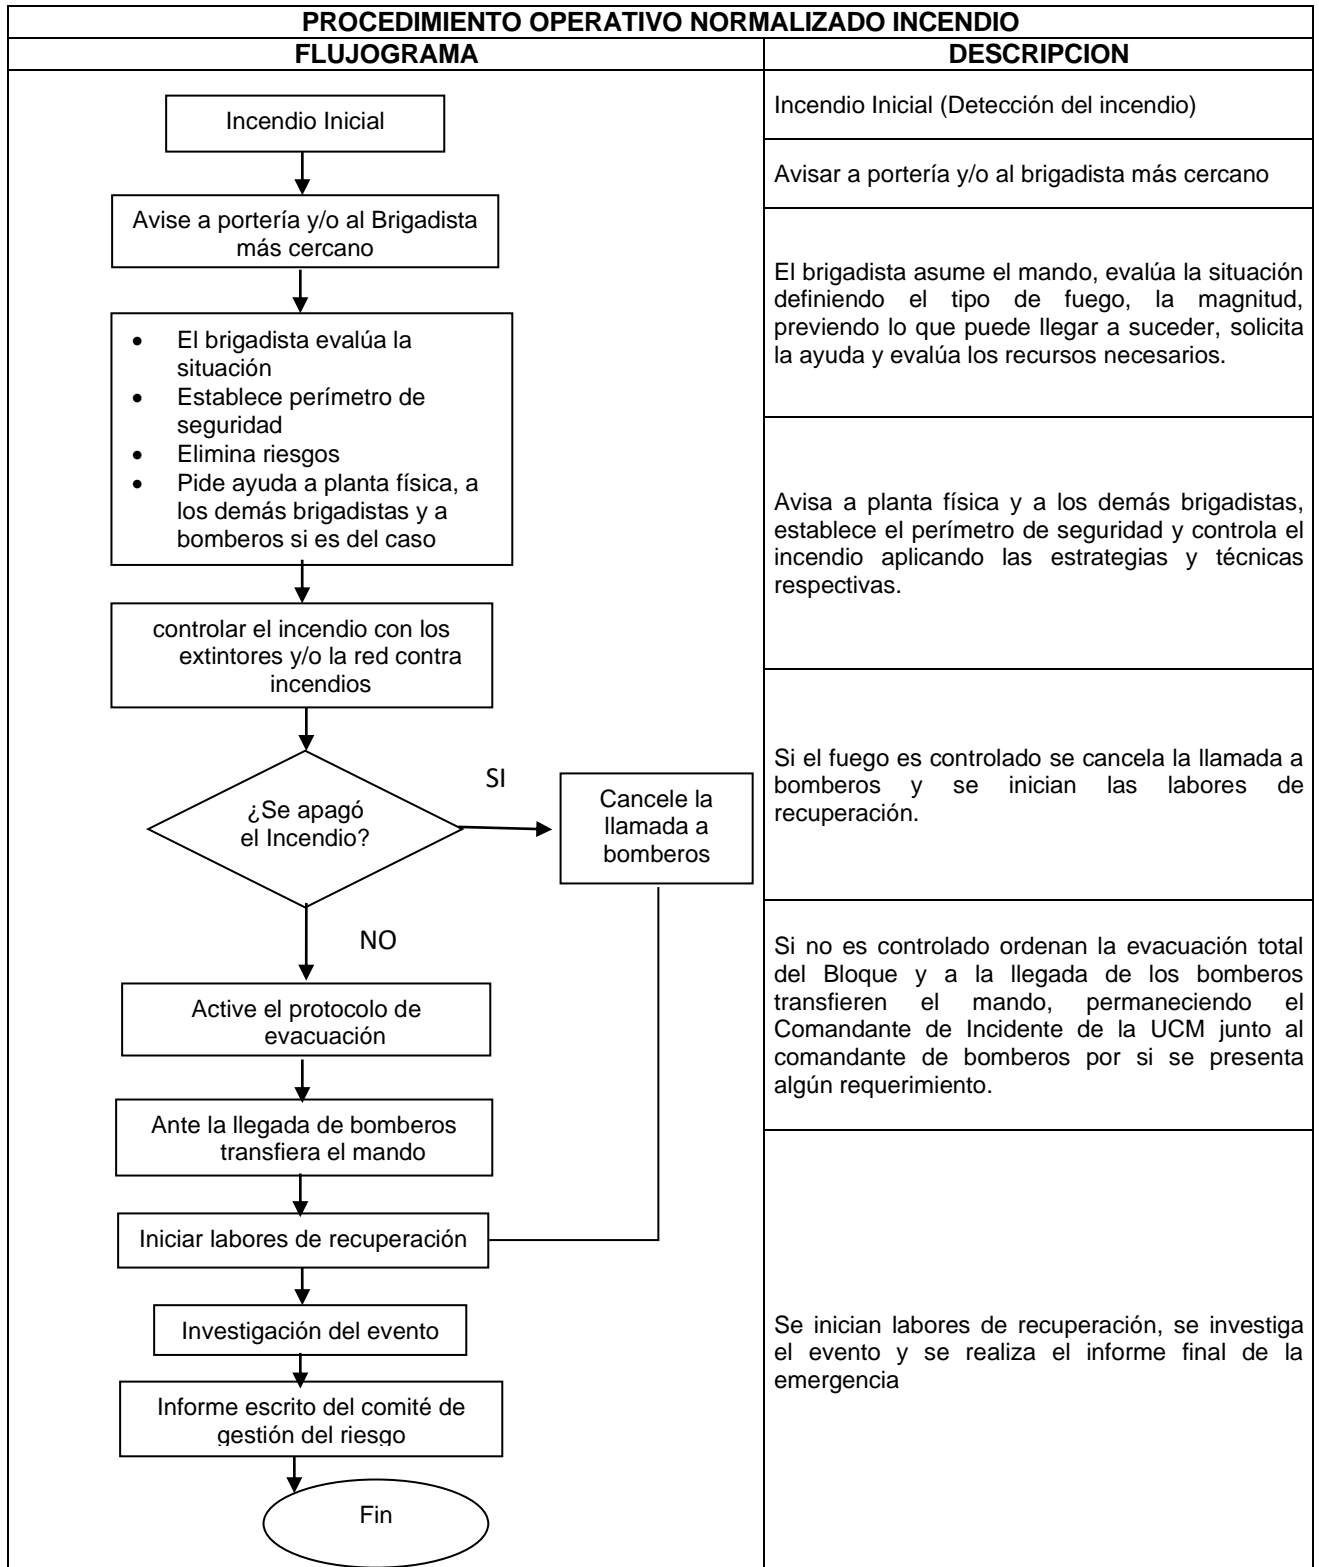 PROCEDIMIENTO OPERATIVO NORMALIZADO INCENDIO
FLUJOGRAMA
DESCRIPCION
Incendio Inicial
Avise a portería y/o al Brigadista
más cercano
• El brigadista evalúa la
situación
• Establece perímetro de
seguridad
• Elimina riesgos
• Pide ayuda a planta física, a
los demás brigadistas y a
bomberos si es del caso
controlar el incendio con los
extintores y/o la red contra
incendios
¿Se apagó
el Incendio?
SI
Cancele la
llamada a
bomberos
NO
Active el protocolo de
evacuación
Ante la llegada de bomberos
transfiera el mando
Iniciar labores de recuperación
Investigación del evento
Informe escrito del comité de
gestión del riesgo
Fin
Incendio Inicial (Detección del incendio)
Avisar a portería y/o al brigadista más cercano
El brigadista asume el mando, evalúa la situación
definiendo el tipo de fuego, la magnitud,
previendo lo que puede llegar a suceder, solicita
la ayuda y evalúa los recursos necesarios.
Avisa a planta física y a los demás brigadistas,
establece el perímetro de seguridad y controla el
incendio aplicando las estrategias y técnicas
respectivas.
Si el fuego es controlado se cancela la llamada a
bomberos y se inician las labores de
recuperación.
Si no es controlado ordenan la evacuación total
del Bloque y a la llegada de los bomberos
transfieren el mando, permaneciendo el
Comandante de Incidente de la UCM junto al
comandante de bomberos por si se presenta
algún requerimiento.
Se inician labores de recuperación, se investiga
el evento y se realiza el informe final de la
emergencia